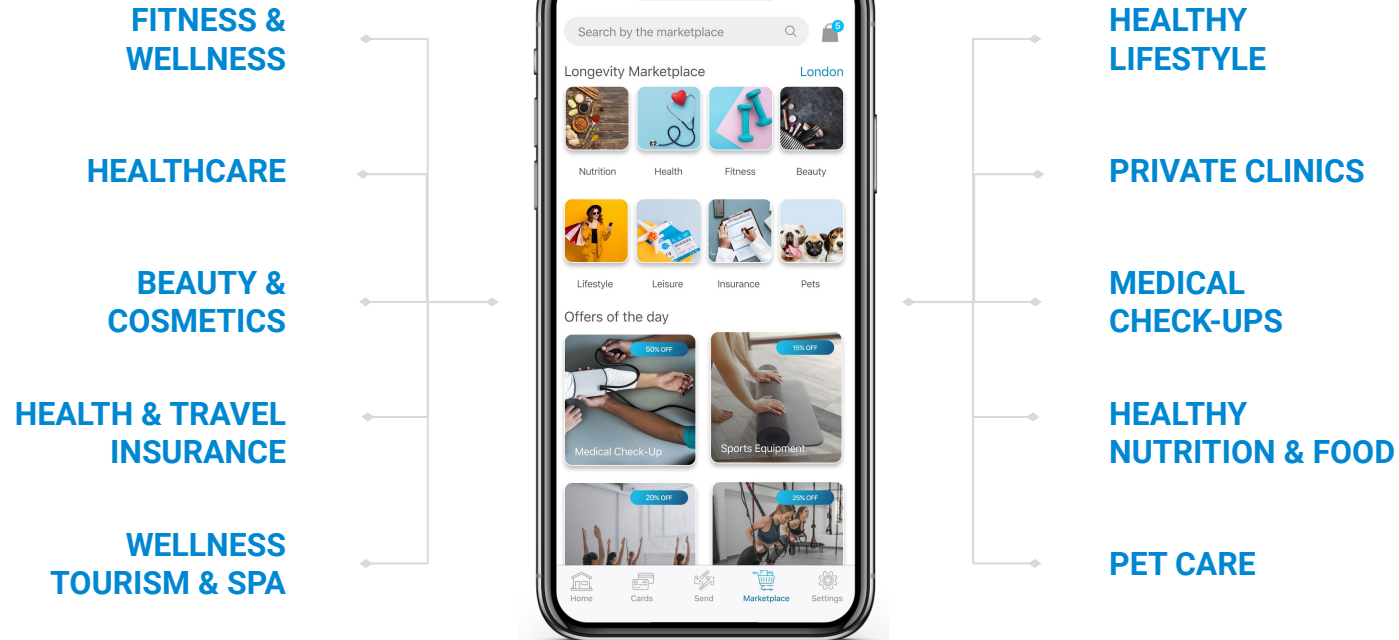 FITNESS &
WELLNESS
HEALTHCARE
BEAUTY &
COSMETICS
HEALTH & TRAVEL
INSURANCE
WELLNESS
TOURISM & SPA
Search by the marketplace
5
Longevity Marketplace
London
Nutrition
Health
Fitness
Beauty
Lifestyle
Leisure
Insurance
Pets
Offers of the day
50% OFF
Medical Check-Up
15% OFF
Sports Equipment
20% OFF
25% OFF
Home
Cards
Send
Marketplace
Settings
HEALTHY
LIFESTYLE
PRIVATE CLINICS
MEDICAL
CHECK-UPS
HEALTHY
NUTRITION & FOOD
PET CARE